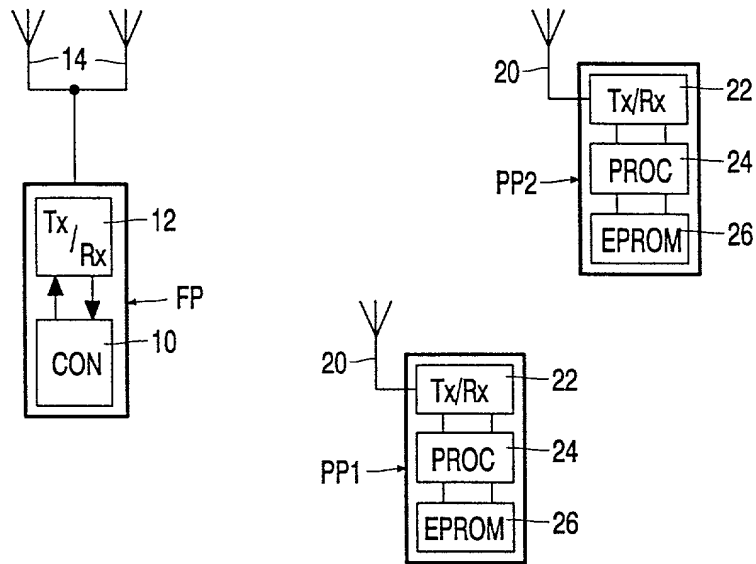 14
Tx/Rx
12
FP
CON
10
20
Tx/Rx
22
PROC
24
PP2
EPROM
26
20
Tx/Rx
22
PROC
24
PP1
EPROM
26